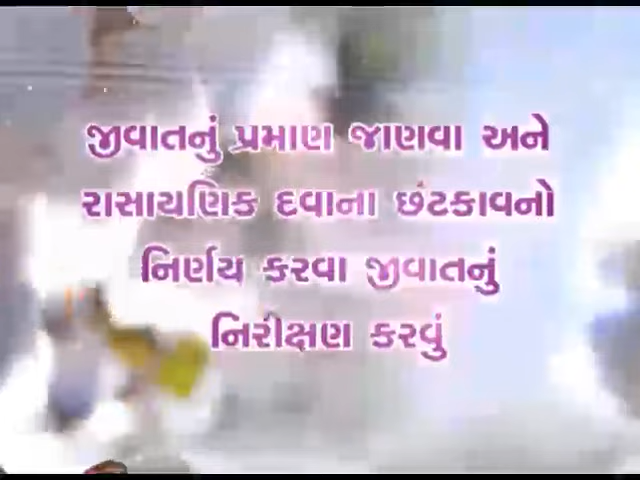 જીવાતનું પ્રમાણ જાણવા અને
રાસાયણિક દવાના છંટકાવનો
નિર્ણય કરવા જીવાતનું
નિરીક્ષણ કરવું